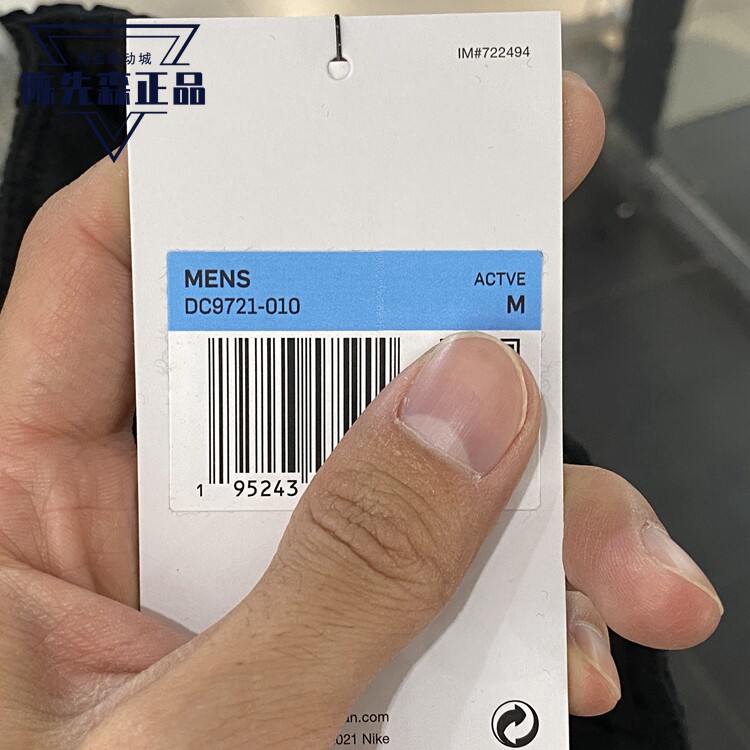 动城
陈先森正品
IM#722494
MENS
ACTVE
DC9721-010
M
1 95243
an.com
021 Nike